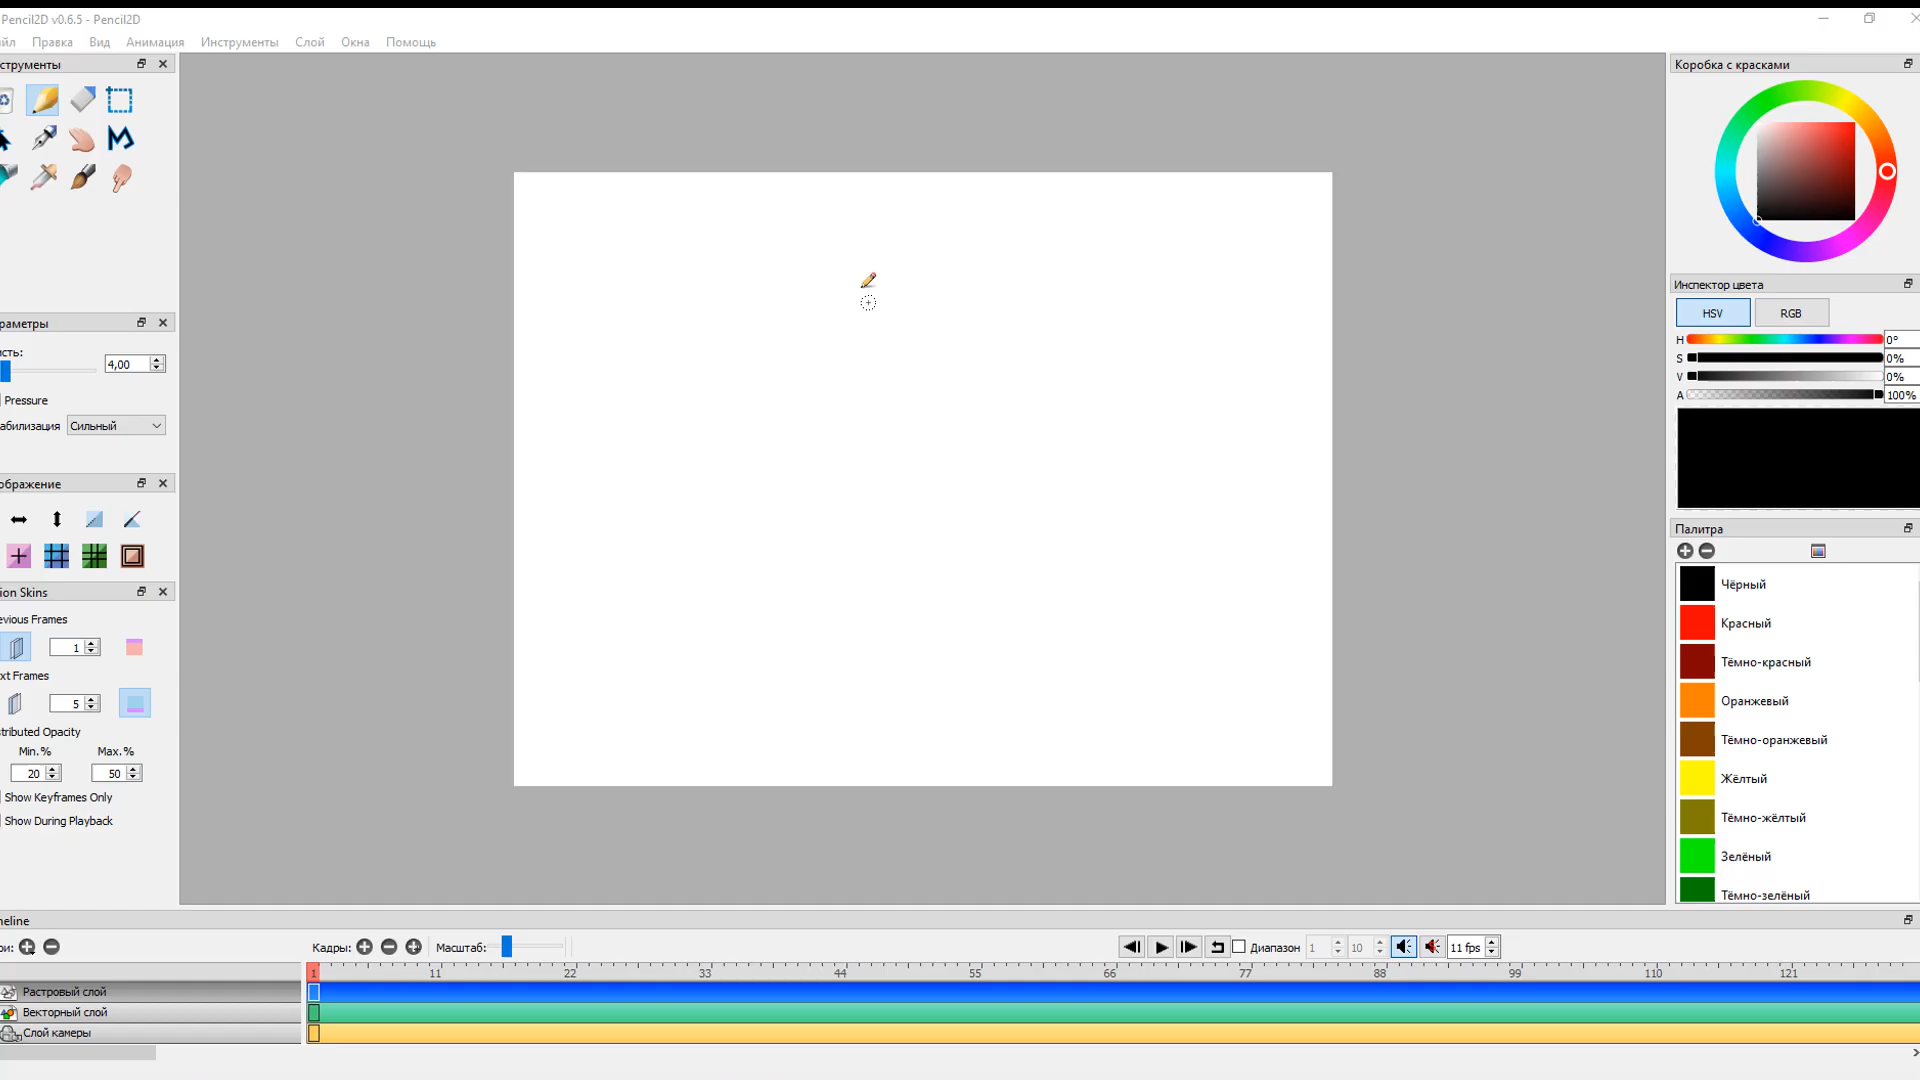 Pencil2D v0.6.5 - Pencil2D
йл Правка Вид Анимация Инструменты Слой Окна Помощь
струменты
Коробка с красками
Инспектор цвета
HSV RGB
H 0°
S 0%
V 0%
A 100%
раметры
сть:
4,00
Pressure
абилизация Сильный
ображение
ion Skins
evious Frames
1
xt Frames
5
stributed Opacity
Min.% Max.%
20 50
Show Keyframes Only
Show During Playback
Палитра
Чёрный
Красный
Тёмно-красный
Оранжевый
Тёмно-оранжевый
Жёлтый
Тёмно-жёлтый
Зелёный
Тёмно-зелёный
meline
ои: Кадры: Масштаб: Диапазон 1 10 11 fps
1 11 22 33 44 55 66 77 88 99 110 121
Растровый слой
Векторный слой
Слой камеры